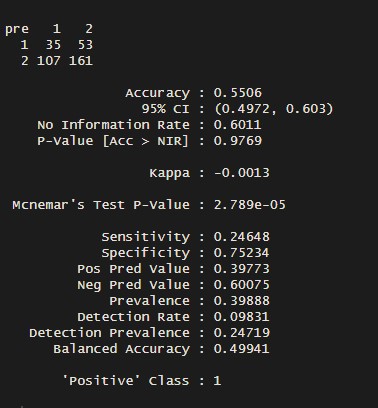 pre 1 2
1 35 53
2 107 161
Accuracy : 0.5506
95% CI : (0.4972, 0.603)
No Information Rate : 0.6011
P-Value [Acc > NIR] : 0.9769
Kappa : -0.0013
Mcnemar's Test P-Value : 2.789e-05
Sensitivity : 0.24648
Specificity : 0.75234
Pos Pred Value : 0.39773
Neg Pred Value : 0.60075
Prevalence : 0.39888
Detection Rate : 0.09831
Detection Prevalence : 0.24719
Balanced Accuracy : 0.49941
'Positive' Class : 1